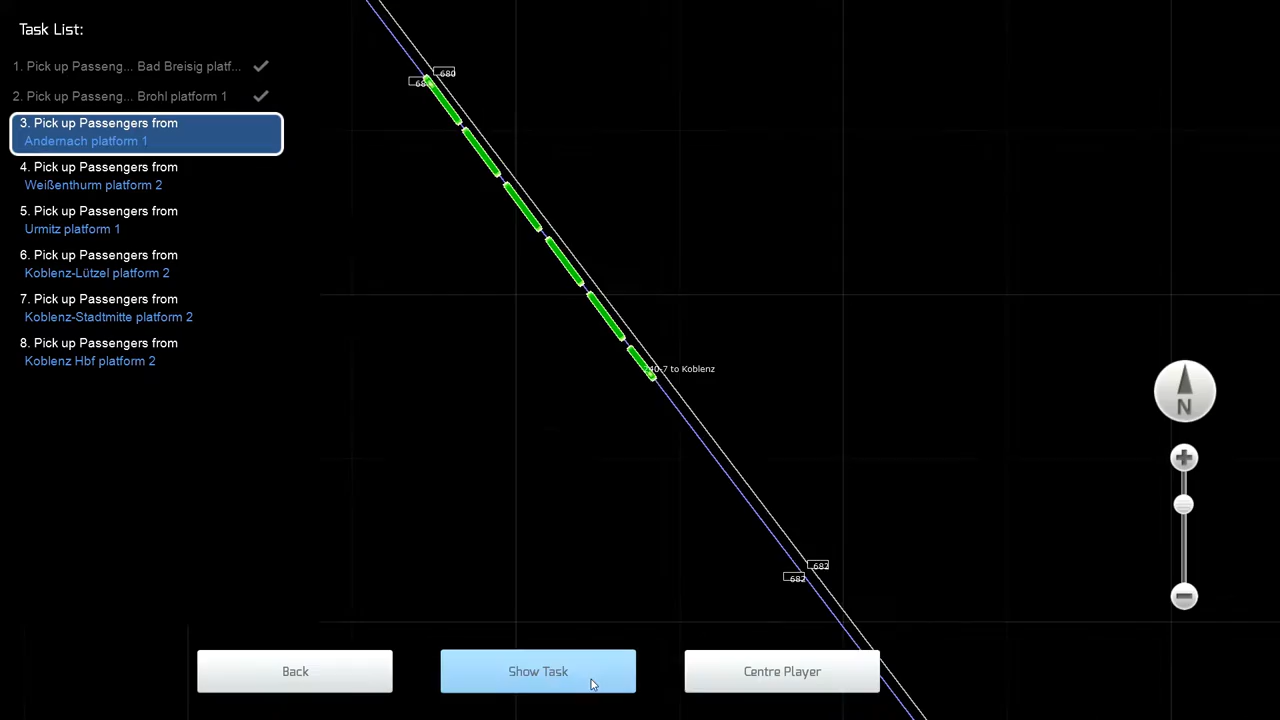 Task List:
1. Pick up Passeng... Bad Breisig platf...
2. Pick up Passeng... Brohl platform 1
3. Pick up Passengers from
Andernach platform 1
4. Pick up Passengers from
Weißenthurm platform 2
5. Pick up Passengers from
Urmitz platform 1
6. Pick up Passengers from
Koblenz-Lützel platform 2
7. Pick up Passengers from
Koblenz-Stadtmitte platform 2
8. Pick up Passengers from
Koblenz Hbf platform 2
680
to Koblenz
682
682
N
Back
Show Task
Centre Player